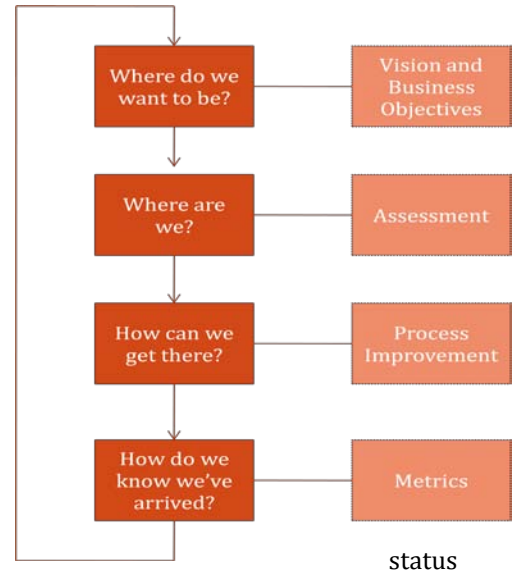 Where do we
want to be?
Vision and
Business
Objectives
Where are
we?
Assessment
How can we
get there?
Process
Improvement
How do we
know we've
arrived?
Metrics
status